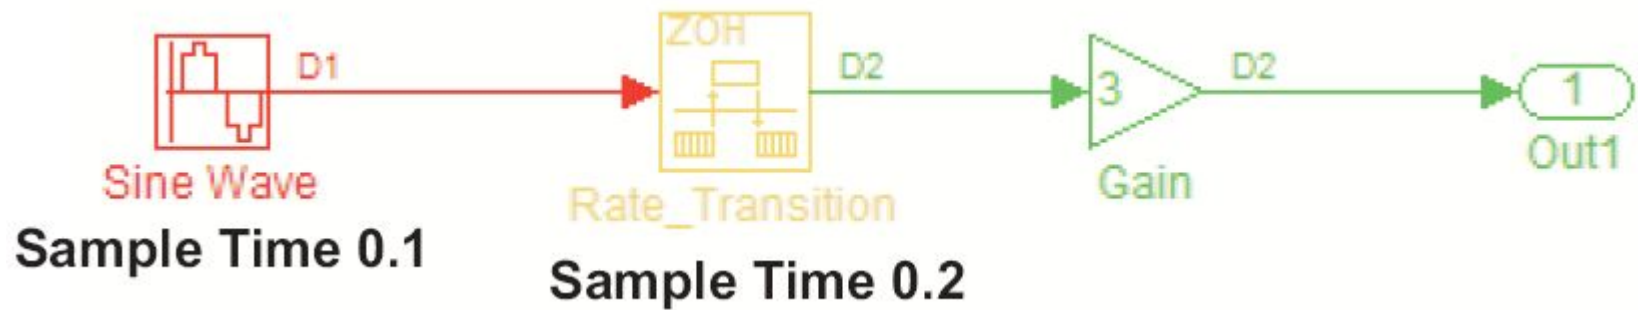 ZOH
D1
D2
3
D2
1
Sine Wave
Rate_Transition
Gain
Out1
Sample Time 0.1
Sample Time 0.2